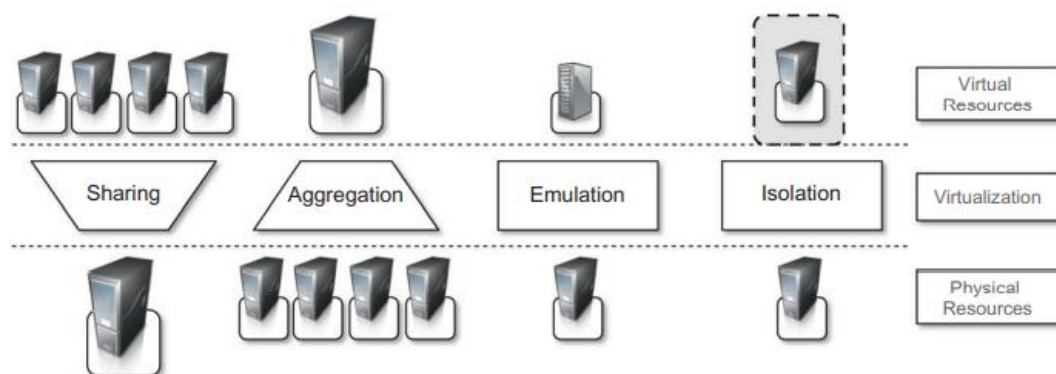 Virtual
Resources
Sharing
Aggregation
Emulation
Isolation
Virtualization
Physical
Resources